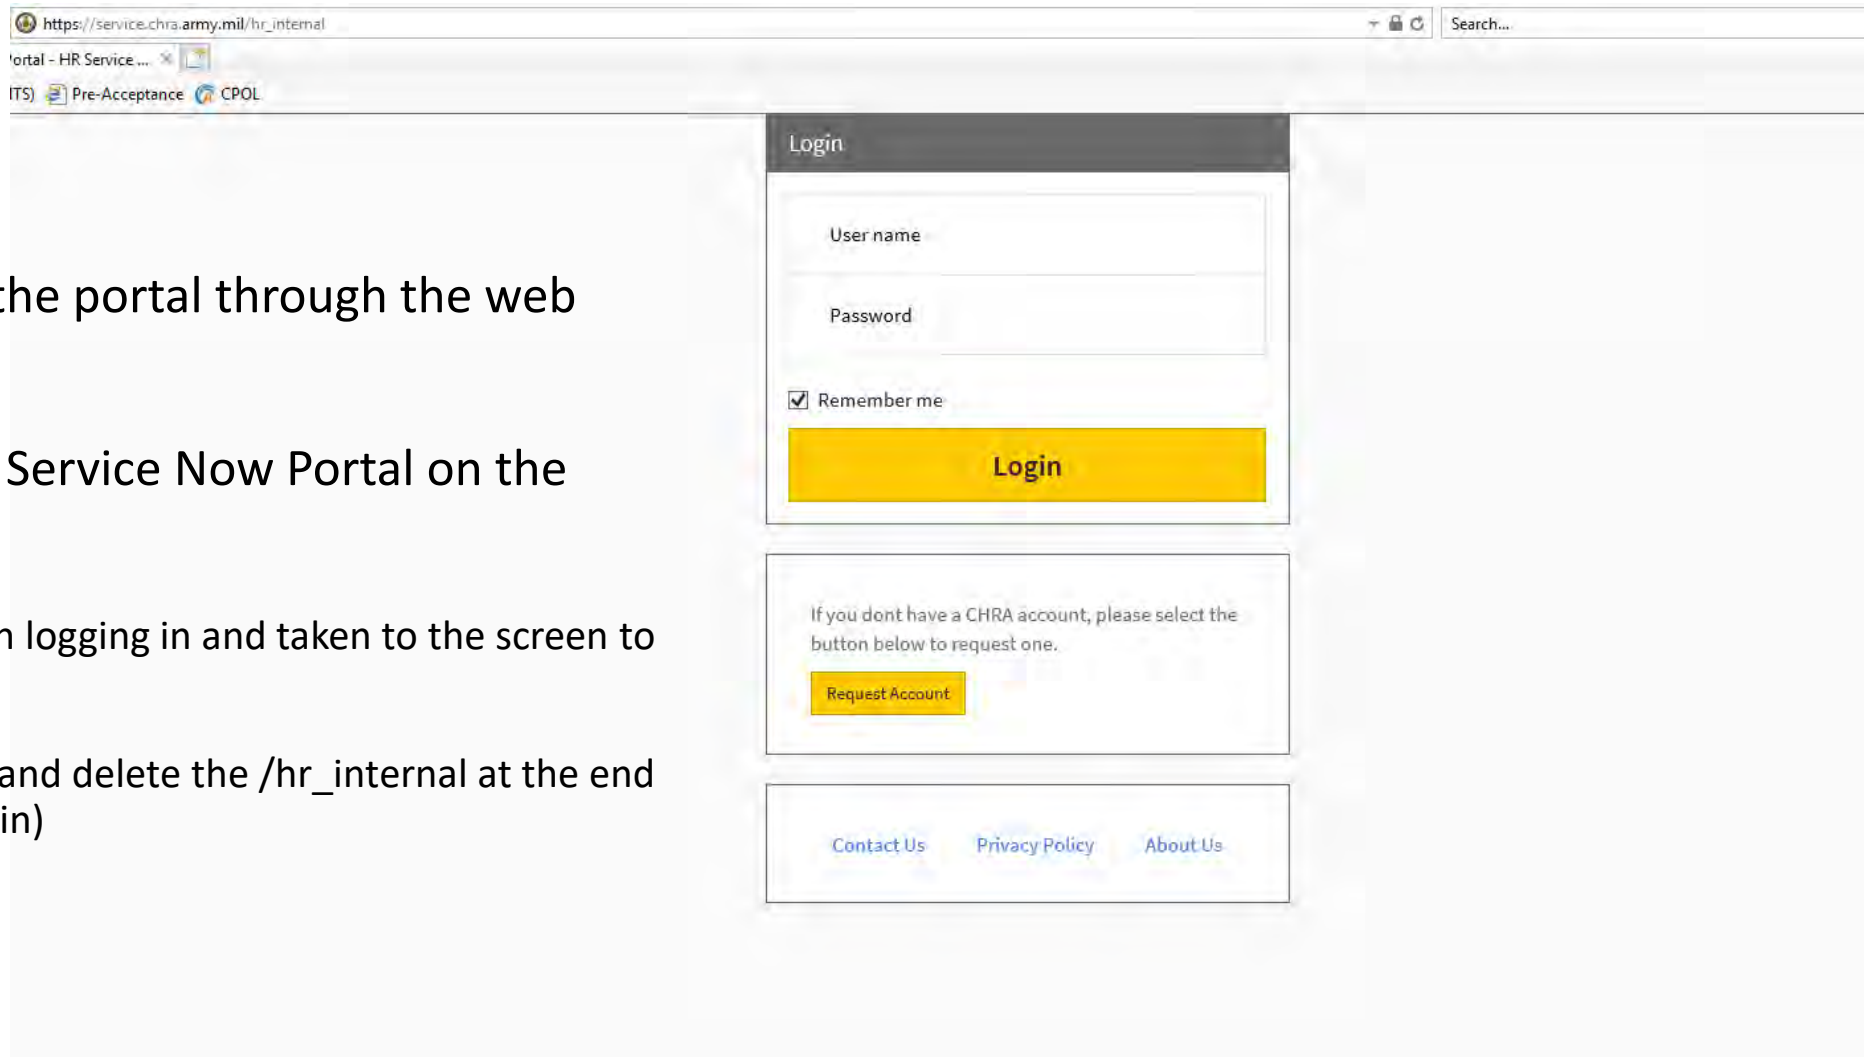 https://service.chra.army.mil/hr_internal
Search...
ortal - HR Service ...
ITS) Pre-Acceptance CPOL
Login
User name
Password
Remember me
Login
If you dont have a CHRA account, please select the
button below to request one.
Request Account
Contact Us Privacy Policy About Us
the portal through the web
Service Now Portal on the
n logging in and taken to the screen to
and delete the /hr_internal at the end
in)